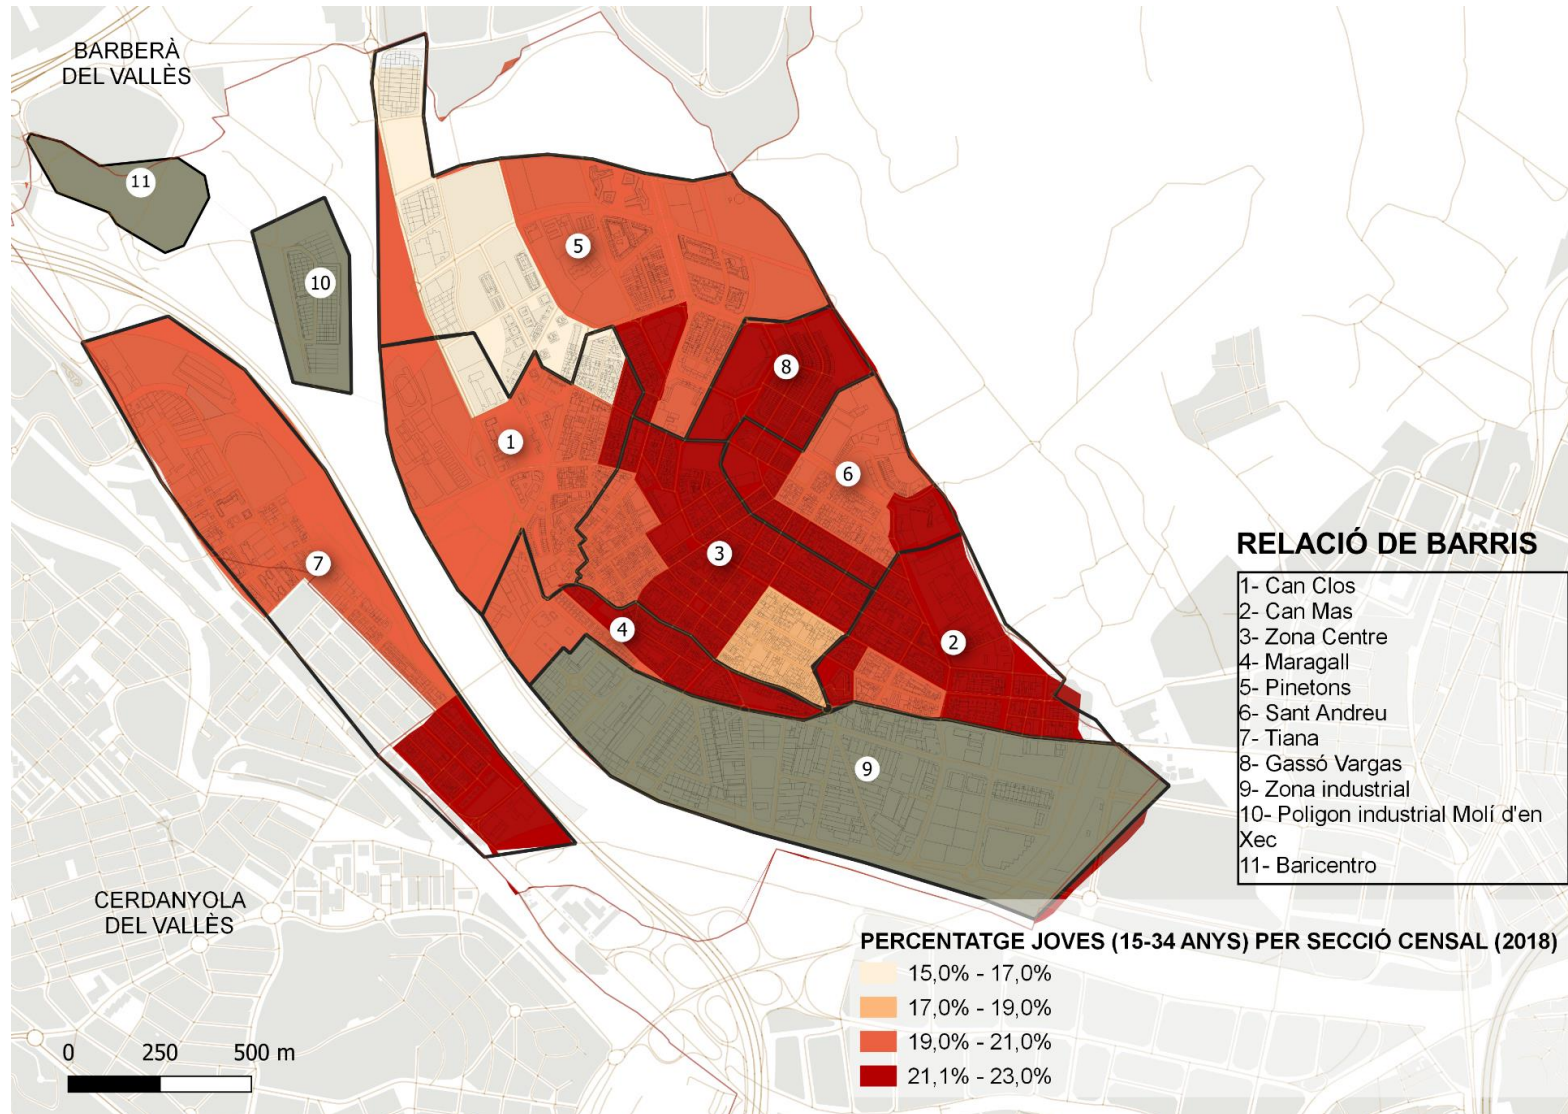 BARBERÀ
DEL VALLÈS
11
10
5
8
1
6
7
3
4
2
9
RELACIÓ DE BARRIS
1- Can Clos
2- Can Mas
3- Zona Centre
4- Maragall
5- Pinetons
6- Sant Andreu
7- Tiana
8- Gassó Vargas
9- Zona industrial
10- Poligon industrial Molí d'en
Xec
11- Baricentro
CERDANYOLA
DEL VALLÈS
PERCENTATGE JOVES (15-34 ANYS) PER SECCIÓ CENSAL (2018)
15,0% - 17,0%
17,0% - 19,0%
19,0% - 21,0%
21,1% - 23,0%
0 250 500 m